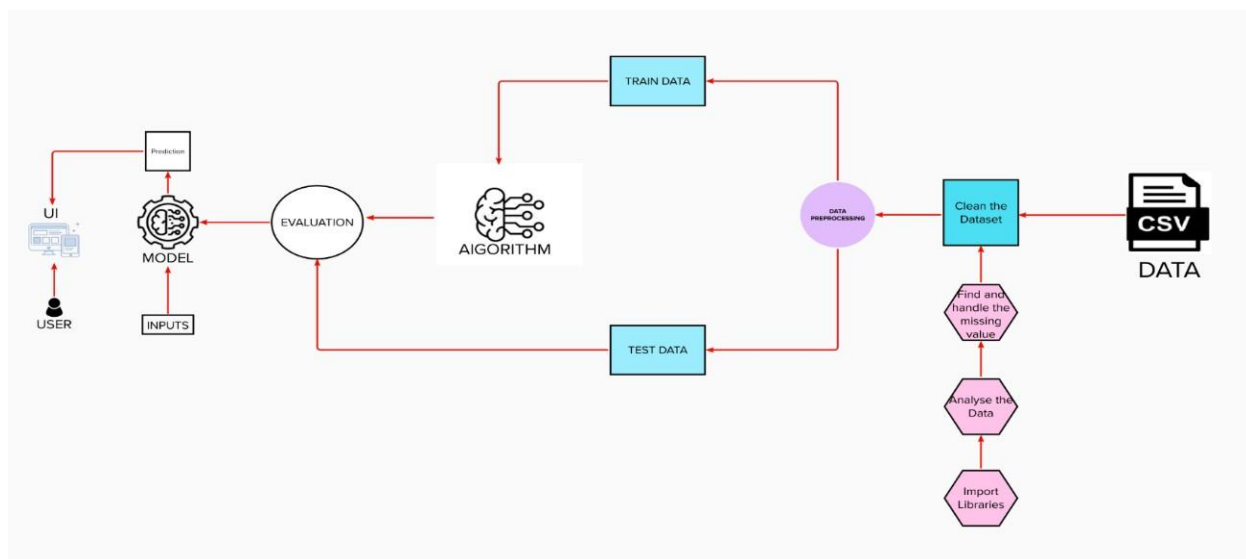 TRAIN DATA
Prediction
UI
EVALUATION
AIGORITHM
MODEL
USER
INPUTS
TEST DATA
DATA
PREPROCESSING
Clean the
Dataset
CSV
DATA
Find and
handle the
missing
value
Analyse the
Data
Import
Libraries